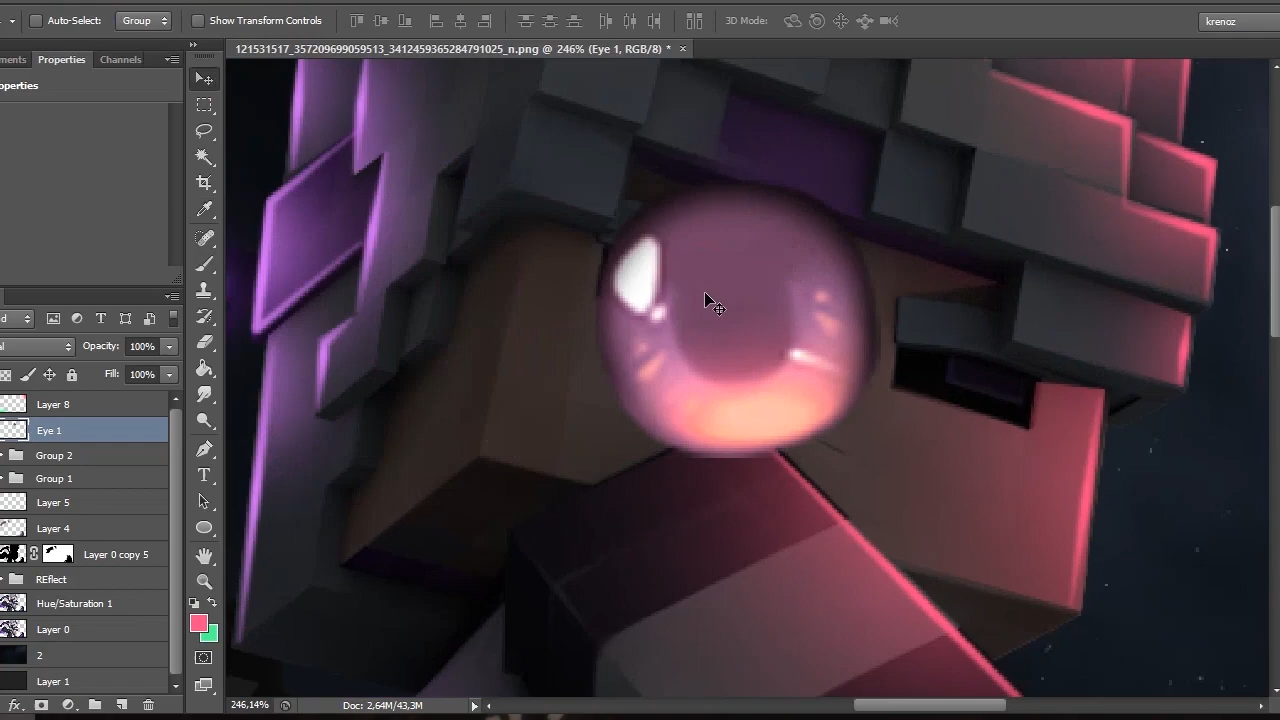 Auto-Select: Group Show Transform Controls 3D Mode: krenoz
Properties Channels
121531517_357209699059513_3412459365284791025_n.png @ 246% (Eye 1, RGB/8) * ×
Opacity: 100%
Fill: 100%
Layer 8
Eye 1
Group 2
Group 1
Layer 5
Layer 4
Layer 0 copy 5
REflect
Hue/Saturation 1
Layer 0
2
Layer 1
fx
246,14% Doc: 2,64M/43,3M